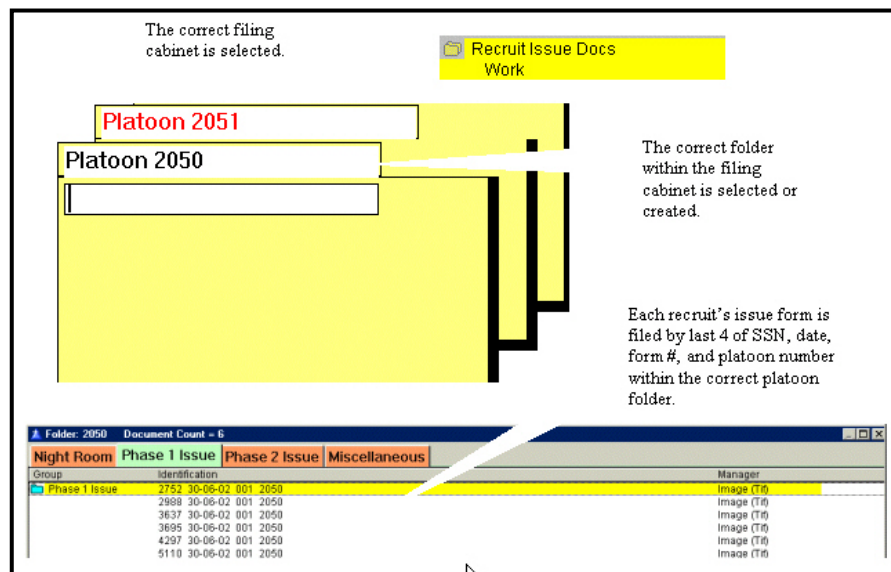 The correct filing
cabinet is selected.
Recruit Issue Docs
Work
Platoon 2051
Platoon 2050
The correct folder
within the filing
cabinet is selected or
created.
Each recruit's issue form is
filed by last 4 of SSN, date,
form #, and platoon number
within the correct platoon
folder.
Folder: 2050 Document Count = 6
Night Room Phase 1 Issue Phase 2 Issue Miscellaneous
Group Identification Manager
Phase 1 Issue 2752 30-06-02 001 2050 Image (Tif)
2988 30-06-02 001 2050 Image (Tif)
3637 30-06-02 001 2050 Image (Tif)
3695 30-06-02 001 2050 Image (Tif)
4297 30-06-02 001 2050 Image (Tif)
5110 30-06-02 001 2050 Image (Tif)